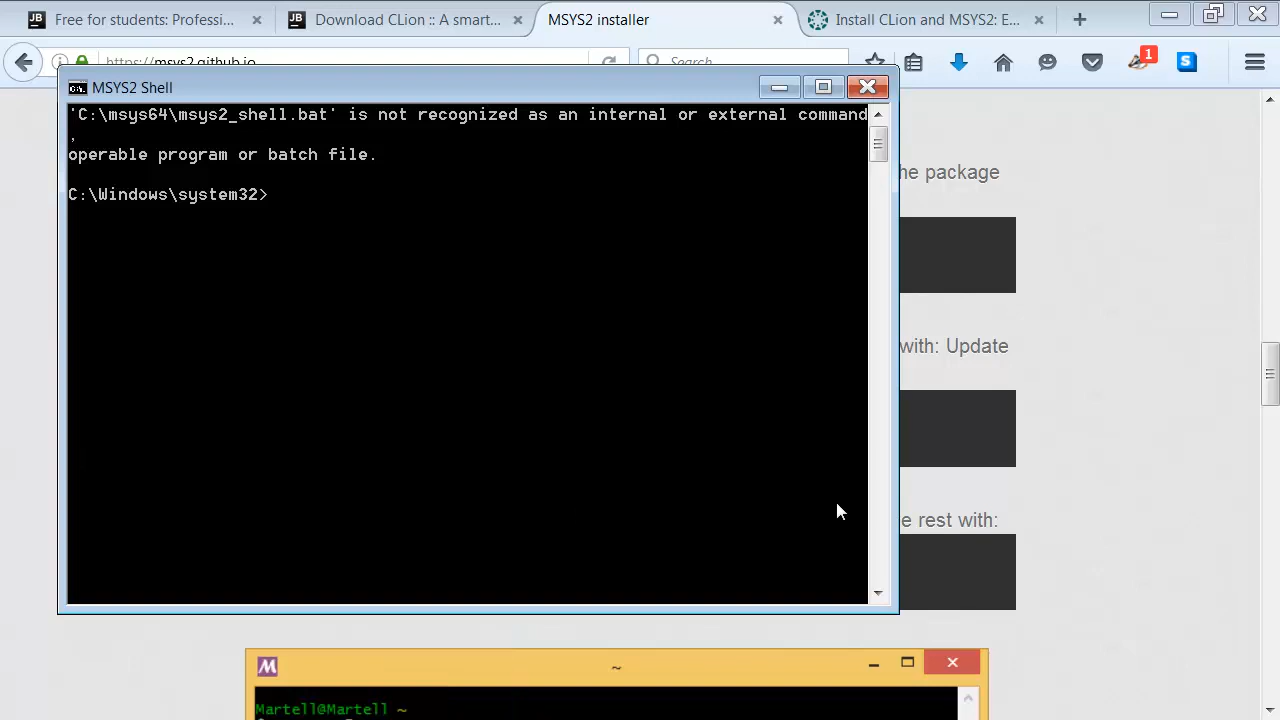 Free for students: Professi...
Download CLion :: A smart...
MSYS2 installer
Install CLion and MSYS2: E...
https://msys2.github.io
Search
1
S
MSYS2 Shell
'C:\msys64\msys2_shell.bat' is not recognized as an internal or external command
,
operable program or batch file.
C:\Windows\system32>
he package
with: Update
e rest with:
M
~
Martell@Martell ~